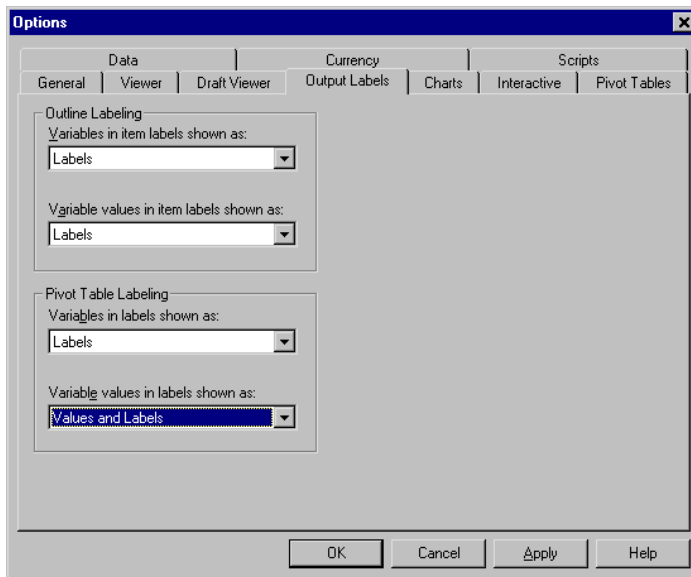 Options
Data Currency Scripts
General Viewer Draft Viewer Output Labels Charts Interactive Pivot Tables
Outline Labeling
Variables in item labels shown as:
Labels
Variable values in item labels shown as:
Labels
Pivot Table Labeling
Variables in labels shown as:
Labels
Variable values in labels shown as:
Values and Labels
OK Cancel Apply Help